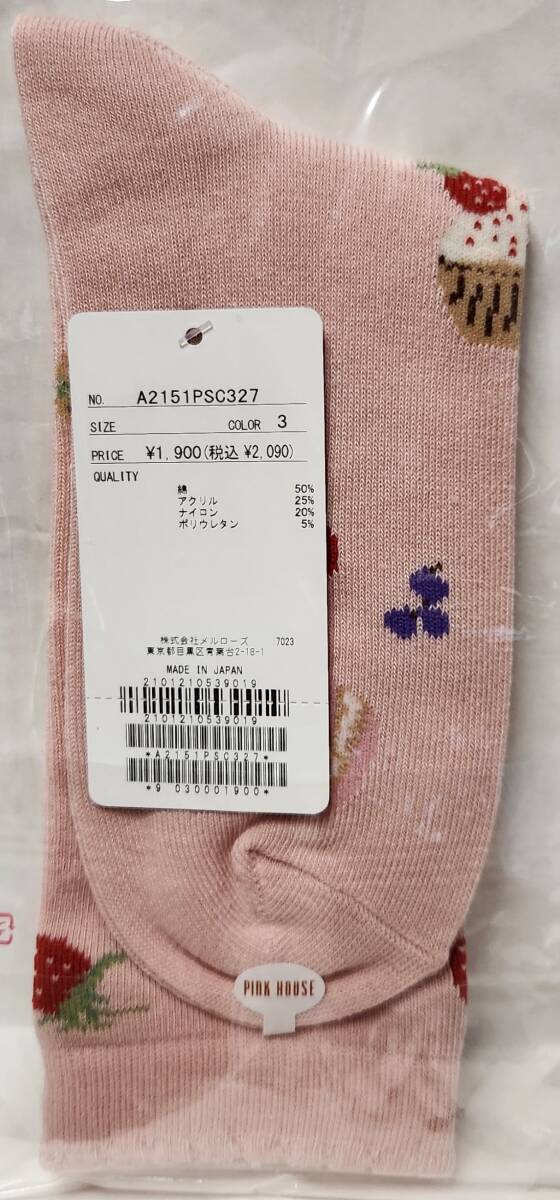 NO. A2151PSC327
SIZE COLOR 3
PRICE ¥1,900(税込 ¥2,090)
QUALITY
綿 50%
アクリル 25%
ナイロン 20%
ポリウレタン 5%
株式会社メルローズ 7023
東京都目黒区青葉台2-18-1
MADE IN JAPAN
2101210539019
2101210539019
*A2151PSC327*
*9 030001900*
PINK HOUSE